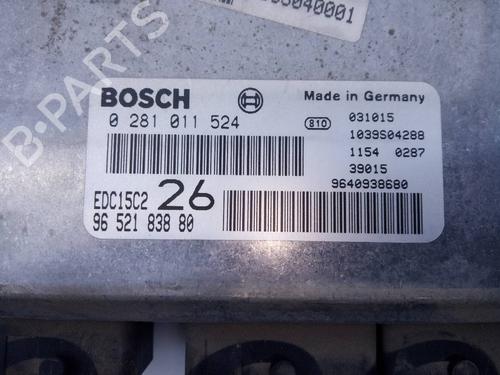 B-PARTS
BOSCH
Made in Germany
0 281 011 524
810
031015
1039S04288
1154 0287
39015
9640938680
EDC15C2
26
96 521 838 80